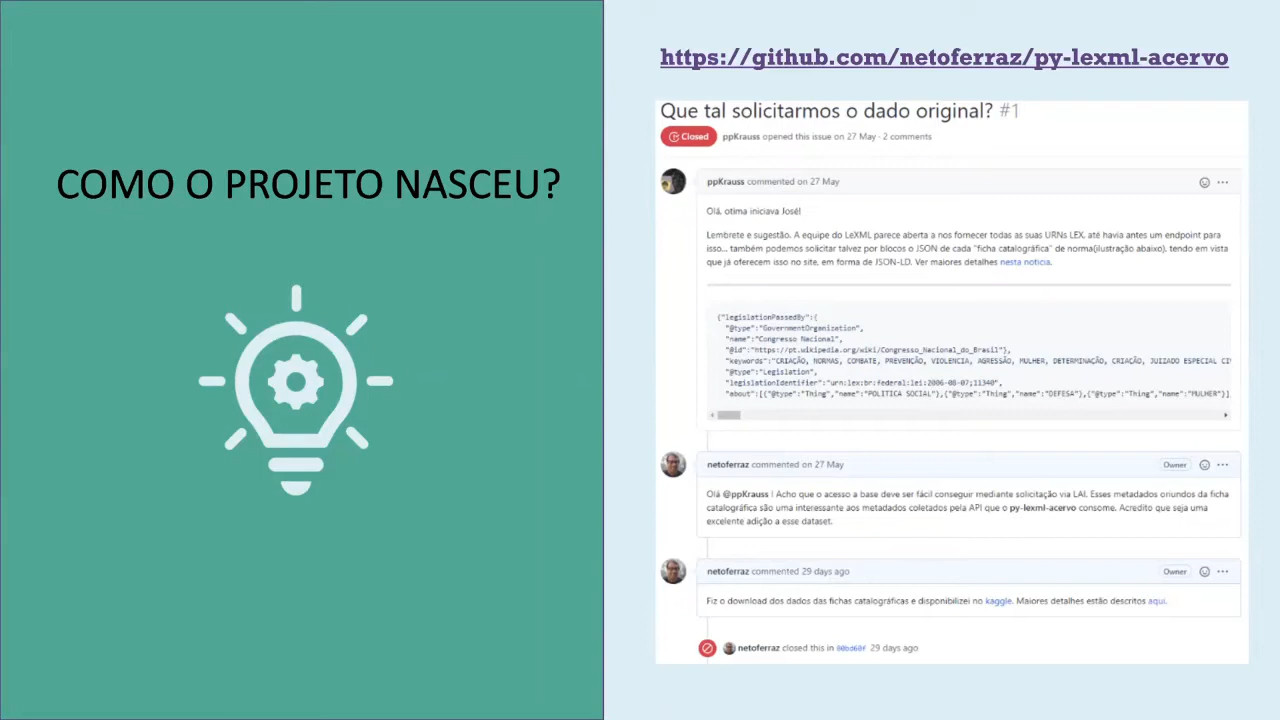 COMO O PROJETO NASCEU?
https://github.com/netoferraz/py-lexml-acervo
Que tal solicitarmos o dado original? #1
Closed ppKrauss opened this issue on 27 May · 2 comments
ppKrauss commented on 27 May
Olá, otima iniciava José!
Lembrete e sugestão. A equipe do LeXML parece aberta a nos fornecer todas as suas URNs LEX, até havia antes um endpoint para
isso... também podemos solicitar talvez por blocos o JSON de cada "ficha catalográfica" de norma(ilustração abaixo), tendo em vista
que já oferecem isso no site, em forma de JSON-LD. Ver maiores detalhes nesta noticia.
{"legislationPassedBy":{
"@type":"GovernmentOrganization",
"name":"Congresso Nacional",
"@id":"https://pt.wikipedia.org/wiki/Congresso_Nacional_do_Brasil"},
"keywords":"CRIAÇÃO, NORMAS, COMBATE, PREVENÇÃO, VIOLENCIA, AGRESSÃO, MULHER, DETERMINAÇÃO, CRIAÇÃO, JUIZADO ESPECIAL CI
"@type":"Legislation",
"legislationIdentifier":"urn:lex:br:federal:lei:2006-08-07;11340",
"about":[{"@type":"Thing","name":"POLITICA SOCIAL"},{"@type":"Thing","name":"DEFESA"},{"@type":"Thing","name":"MULHER"}]
netoferraz commented on 27 May Owner
Olá @ppKrauss ! Acho que o acesso a base deve ser fácil conseguir mediante solicitação via LAI. Esses metadados oriundos da ficha
catalográfica são uma interessante aos metadados coletados pela API que o py-lexml-acervo consome. Acredito que seja uma
excelente adição a esse dataset.
netoferraz commented 29 days ago Owner
Fiz o download dos dados das fichas catalográficas e disponibilizei no kaggle. Maiores detalhes estão descritos aqui.
netoferraz closed this in 80bd60f 29 days ago